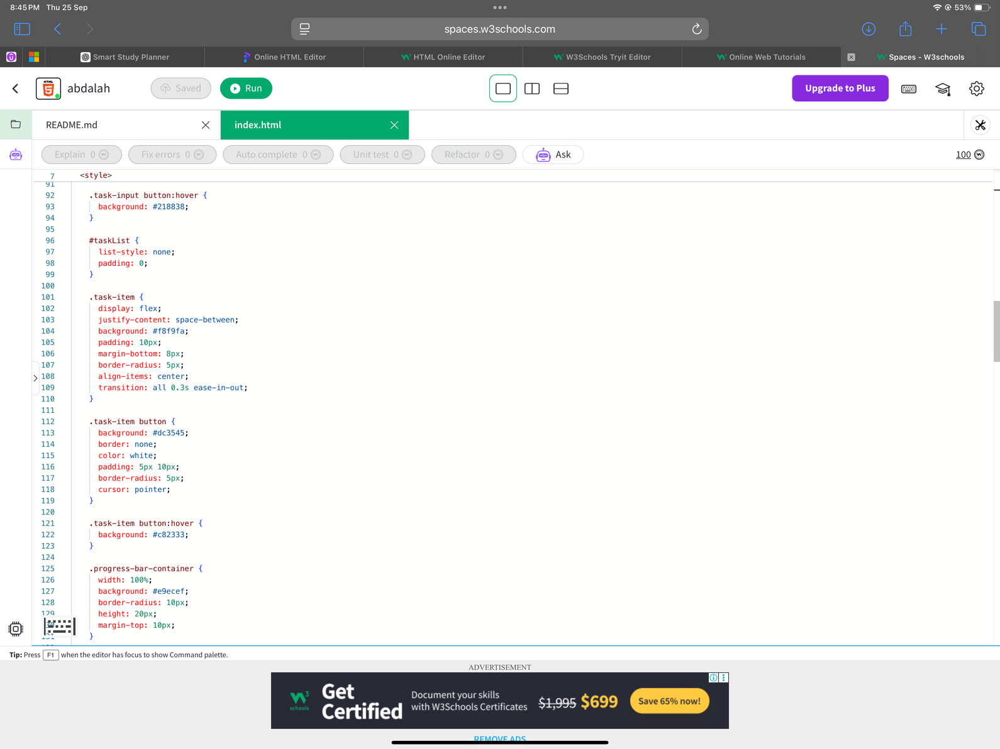 8:45 PM Thu 25 Sep
53%
spaces.w3schools.com
Smart Study Planner
Online HTML Editor
HTML Online Editor
W3Schools Tryit Editor
Online Web Tutorials
Spaces - W3schools
abdalah
Saved
Run
Upgrade to Plus
README.md
index.html
Explain 0
Fix errors 0
Auto complete 0
Unit test 0
Refactor 0
Ask
100
7 <style>
91
92 .task-input button:hover {
93 background: #218838;
94 }
95
96 #taskList {
97 list-style: none;
98 padding: 0;
99 }
100
101 .task-item {
102 display: flex;
103 justify-content: space-between;
104 background: #f8f9fa;
105 padding: 10px;
106 margin-bottom: 8px;
107 border-radius: 5px;
108 align-items: center;
109 transition: all 0.3s ease-in-out;
110 }
111
112 .task-item button {
113 background: #dc3545;
114 border: none;
115 color: white;
116 padding: 5px 10px;
117 border-radius: 5px;
118 cursor: pointer;
119 }
120
121 .task-item button:hover {
122 background: #c82333;
123 }
124
125 .progress-bar-container {
126 width: 100%;
127 background: #e9ecef;
128 border-radius: 10px;
129 height: 20px;
margin-top: 10px;
131 }
Tip: Press F1 when the editor has focus to show Command palette.
ADVERTISEMENT
w3 schools
Get Certified
Document your skills
with W3Schools Certificates
$1,995 $699
Save 65% now!
REMOVE ADS